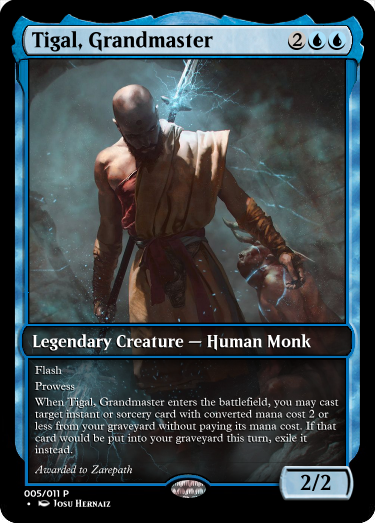 Tigal, Grandmaster 2
Legendary Creature — Human Monk
Flash
Prowess
When Tigal, Grandmaster enters the battlefield, you may cast
target instant or sorcery card with converted mana cost 2 or
less from your graveyard without paying its mana cost. If that
card would be put into your graveyard this turn, exile it
instead.
Awarded to Zarepath
2/2
005/011 P
• Josu Hernaiz